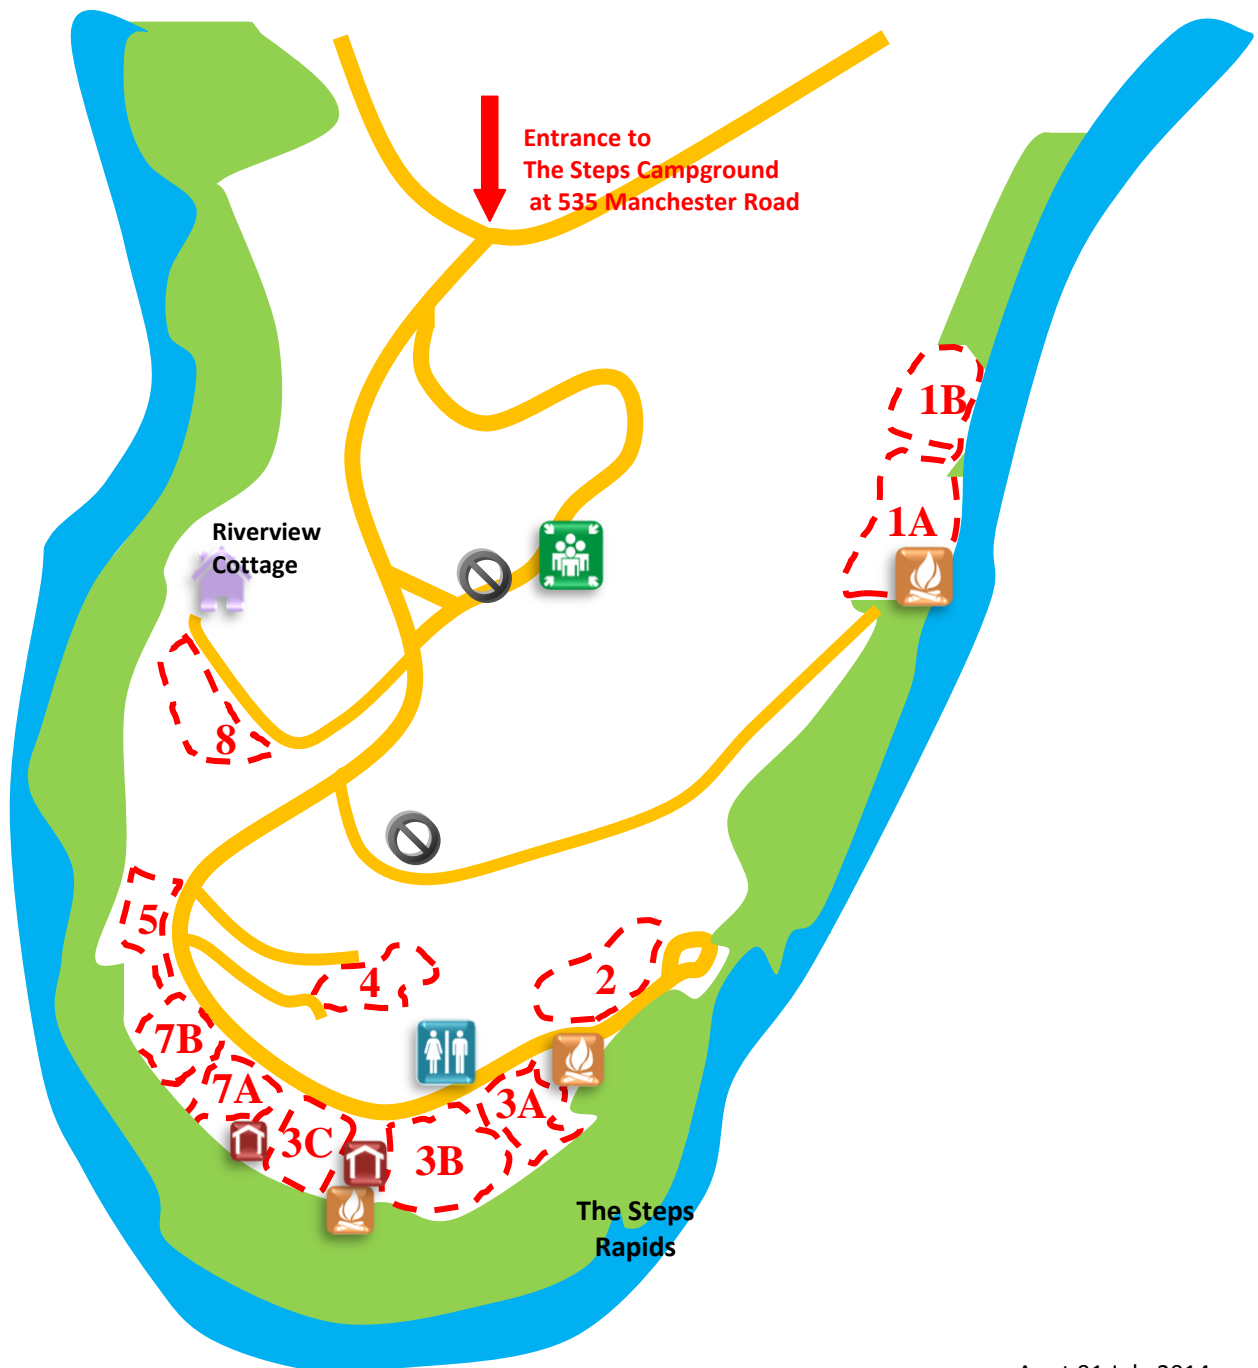 Entrance to
The Steps Campground
at 535 Manchester Road
1B
1A
Riverview
Cottage
8
5
4
2
7B
7A
3A
3C
3B
The Steps
Rapids